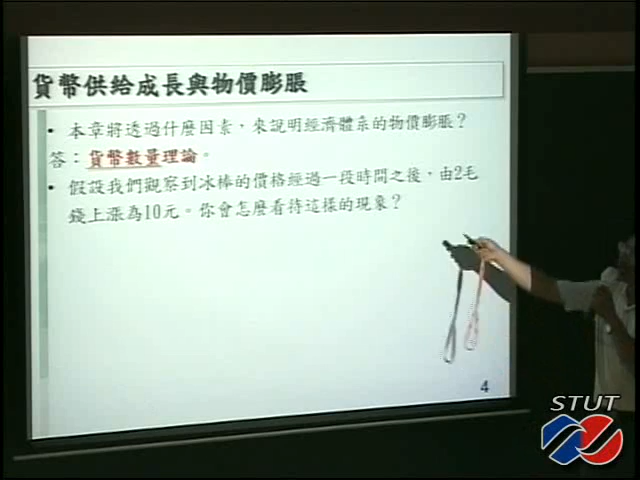 貨幣供給成長與物價膨脹
• 本章將透過什麼因素，來說明經濟體系的物價膨脹？
答：貨幣數量理論。
• 假設我們觀察到冰棒的價格經過一段時間之後，由2毛
錢上漲為10元。你會怎麼看待這樣的現象？
4
STUT